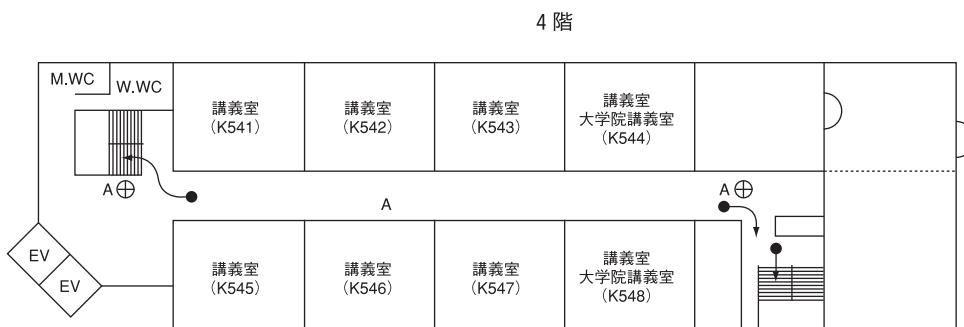 4 階
M.WC
W.WC
講義室
(K541)
講義室
(K542)
講義室
(K543)
講義室
大学院講義室
(K544)
A
A
A
EV
EV
講義室
(K545)
講義室
(K546)
講義室
(K547)
講義室
大学院講義室
(K548)